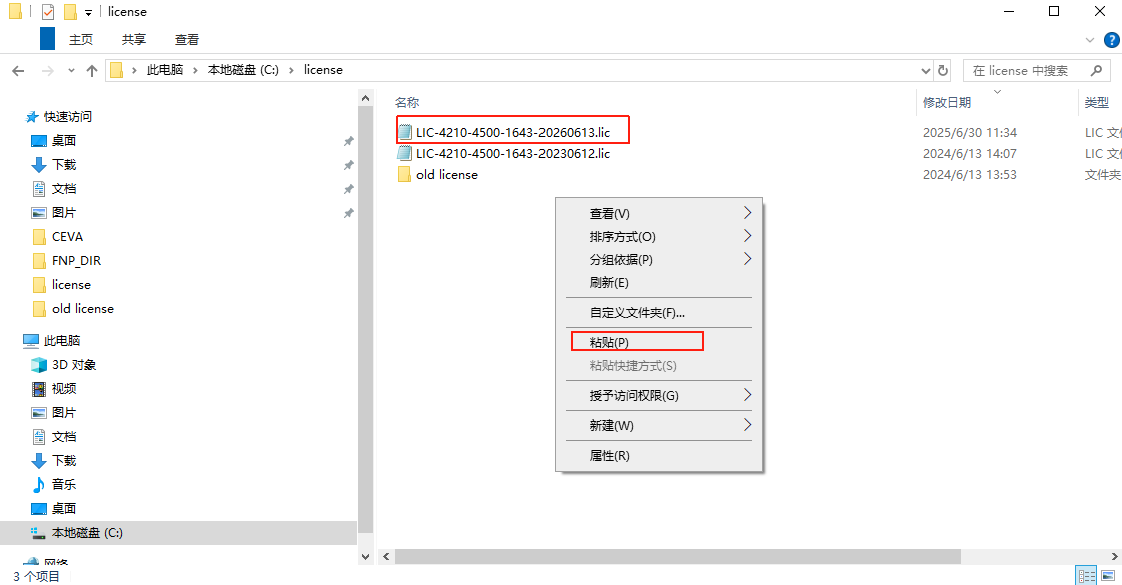 license
主页 共享 查看
此电脑 本地磁盘 (C:) license
在 license 中搜索
快速访问
桌面
下载
文档
图片
CEVA
FNP_DIR
license
old license
此电脑
3D 对象
视频
图片
文档
下载
音乐
桌面
本地磁盘 (C:)
网络
名称 修改日期 类型
LIC-4210-4500-1643-20260613.lic 2025/6/30 11:34 LIC 文
LIC-4210-4500-1643-20230612.lic 2024/6/13 14:07 LIC 文
old license 2024/6/13 13:53 文件夹
查看(V)
排序方式(O)
分组依据(P)
刷新(E)
自定义文件夹(F)...
粘贴(P)
粘贴快捷方式(S)
授予访问权限(G)
新建(W)
属性(R)
3 个项目